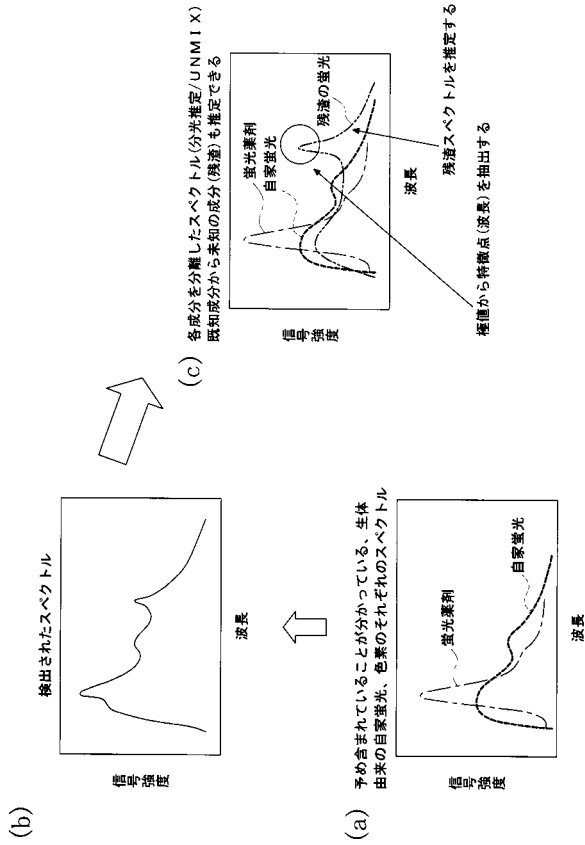 (b)
検出されたスペクトル
信号強度
波長
(a)
予め含まれていることが分かっている、生体
由来の自家蛍光、色素のそれぞれのスペクトル
信号強度
蛍光薬剤
自家蛍光
波長
(c)
各成分を分離したスペクトル(分光推定/UNMIX)
既知成分から未知の成分(残渣)も推定できる
信号強度
蛍光薬剤
自家蛍光
残渣の蛍光
波長
極値から特徴点(波長)を抽出する
残渣スペクトルを推定する